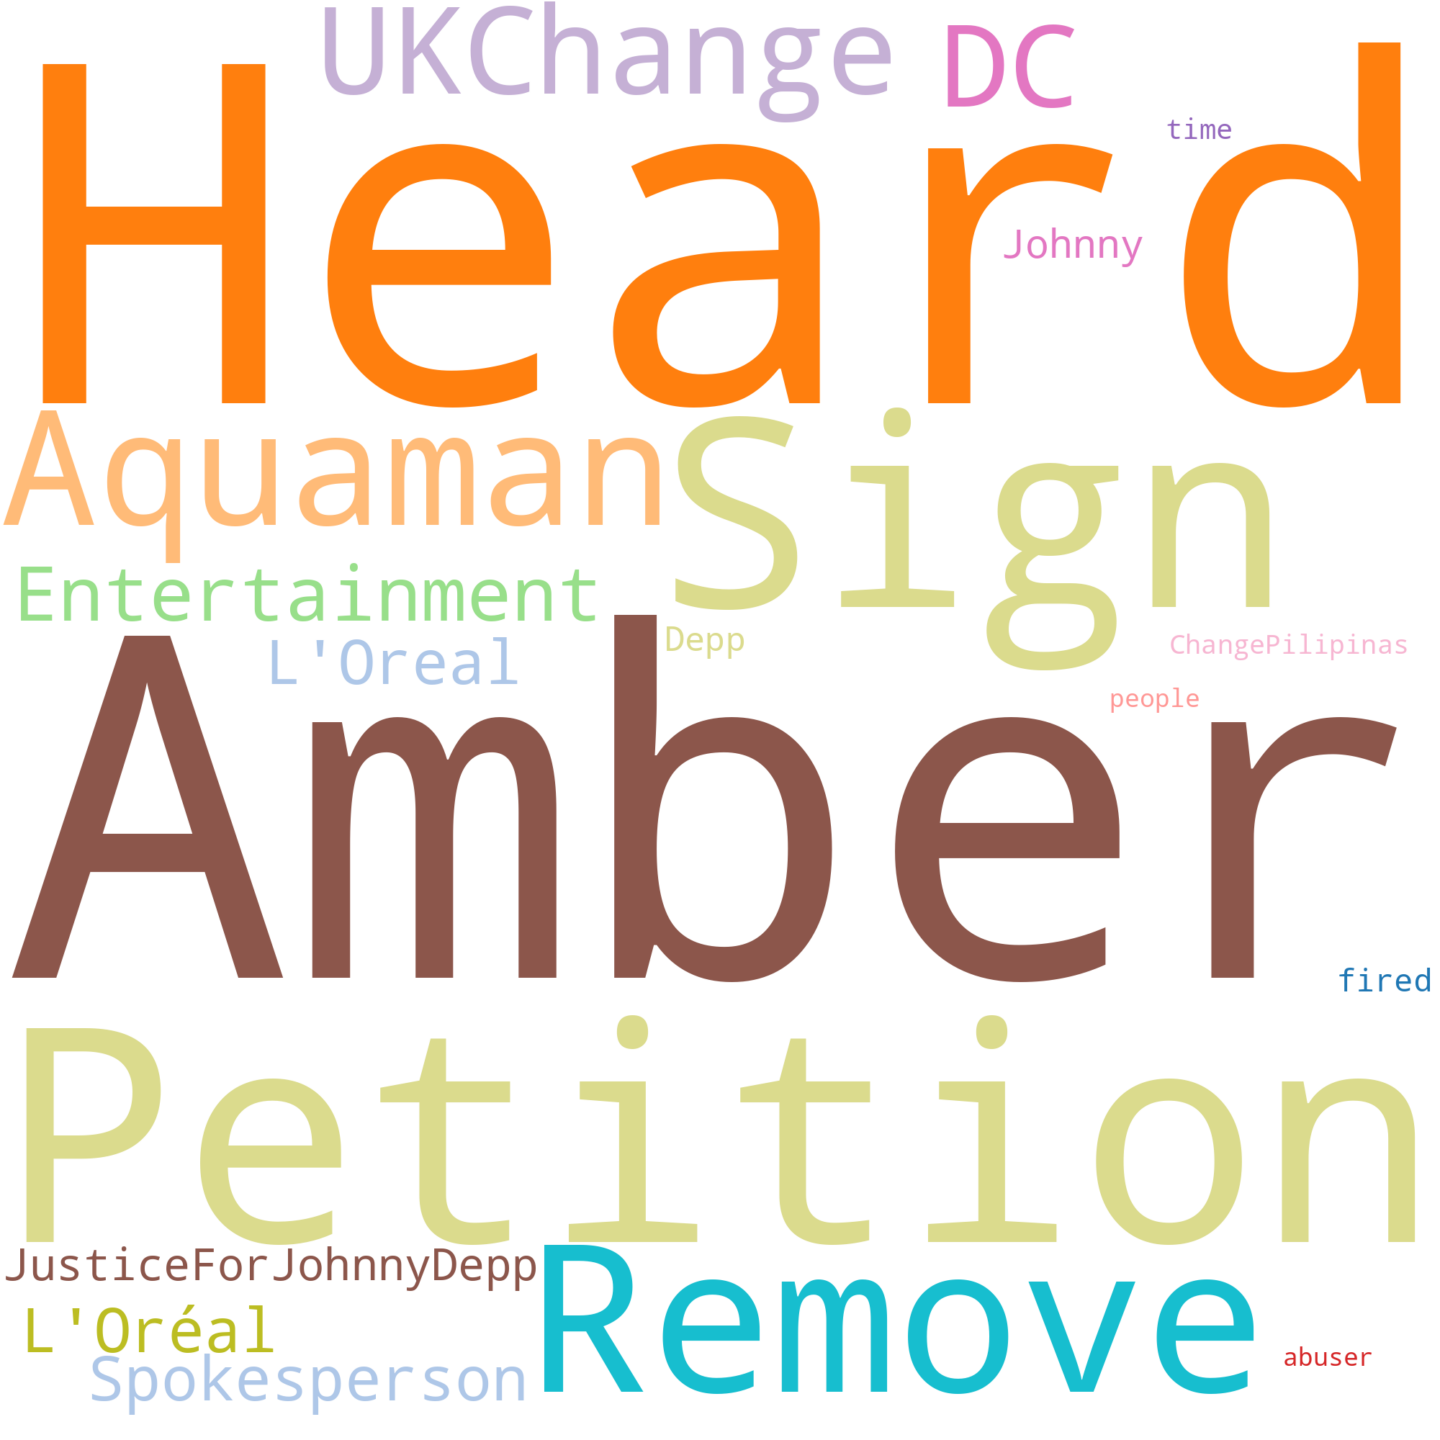 UKChange
DC
time
Heard
Johnny
Aquaman
Sign
Entertainment
L'Oreal
Depp
ChangePilipinas
people
Amber
fired
Petition
JusticeForJohnnyDepp
Remove
L'Oréal
abuser
Spokesperson